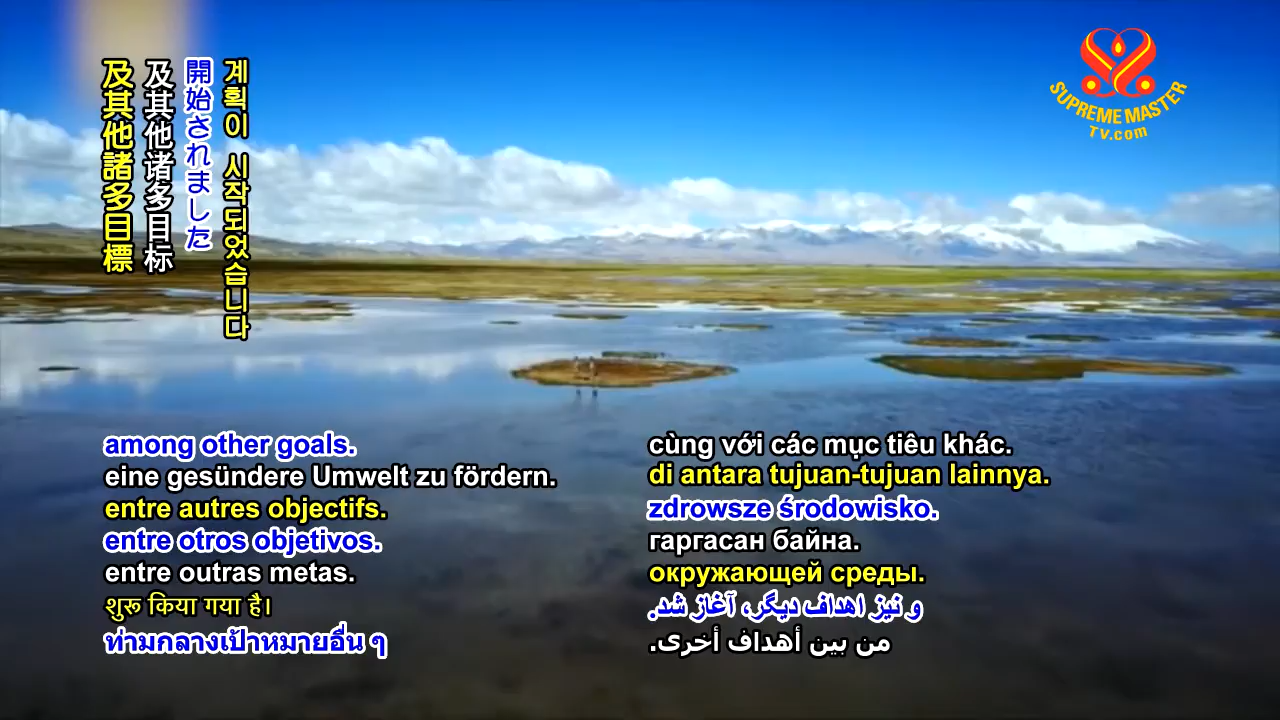 계획이 시작되었습니다
開始されました
及其他诸多目标
及其他諸多目標
SUPREME MASTER
TV.com
among other goals.
eine gesündere Umwelt zu fördern.
entre autres objectifs.
entre otros objetivos.
entre outras metas.
शुरू किया गया है।
ท่ามกลางเป้าหมายอื่น ๆ
cùng với các mục tiêu khác.
di antara tujuan-tujuan lainnya.
zdrowsze środowisko.
гаргасан байна.
окружающей среды.
و نیز اهداف دیگر، آغاز شد.
من بين أهداف أخرى.